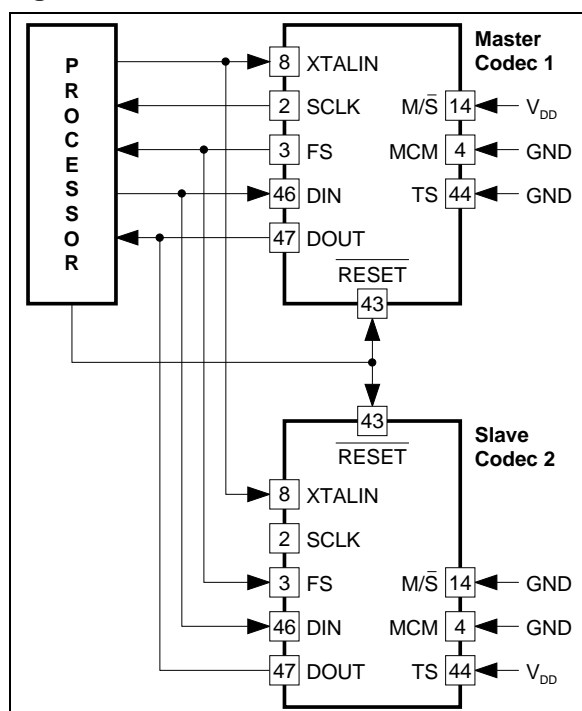 PROCESSOR
Master
Codec 1
8 XTALIN
2 SCLK
3 FS
46 DIN
47 DOUT
M/S̅ 14 V_DD
MCM 4 GND
TS 44 GND
R̅E̅S̅E̅T̅
43
43
R̅E̅S̅E̅T̅
Slave
Codec 2
8 XTALIN
2 SCLK
3 FS
46 DIN
47 DOUT
M/S̅ 14 GND
MCM 4 GND
TS 44 V_DD